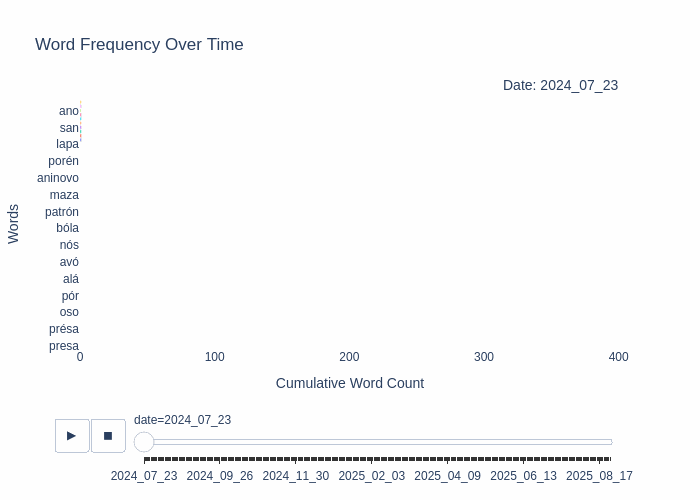 Word Frequency Over Time
Date: 2024_07_23
ano
san
lapa
porén
aninovo
maza
patrón
bóla
nós
avó
alá
pór
oso
présa
presa
Words
0 100 200 300 400
Cumulative Word Count
date=2024_07_23
2024_07_23 2024_09_26 2024_11_30 2025_02_03 2025_04_09 2025_06_13 2025_08_17